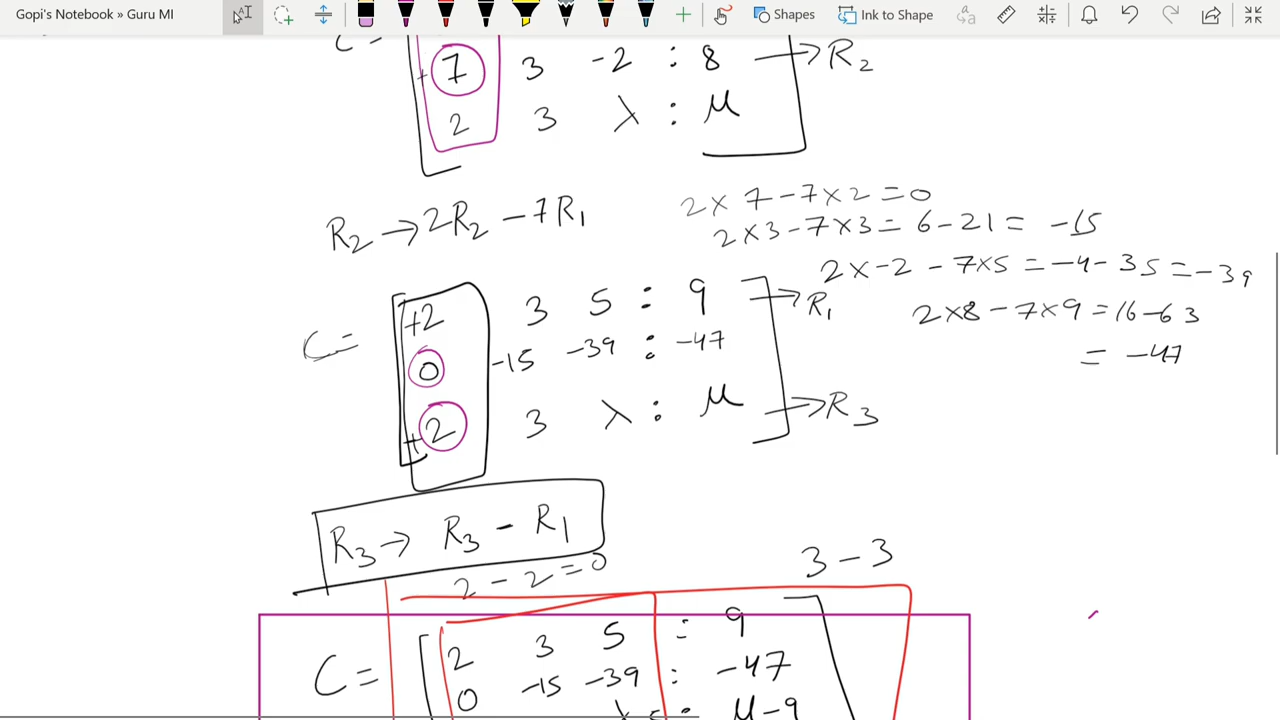 Gopi's Notebook » Guru MI
Shapes
Ink to Shape
C =
7 3 -2 : 8 → R2
2 3 λ : μ
R2 → 2R2 - 7R1
2 × 7 - 7 × 2 = 0
2 × 3 - 7 × 3 = 6 - 21 = -15
2 × -2 - 7 × 5 = -4 - 35 = -39
2 × 8 - 7 × 9 = 16 - 63
= -47
C = [ +2 3 5 : 9 ] → R1
0 -15 -39 : -47
+2 3 λ : μ → R3
R3 → R3 - R1
2 - 2 = 0
3 - 3
C = [ 2 3 5 : 9
0 -15 -39 : -47
: μ - 9